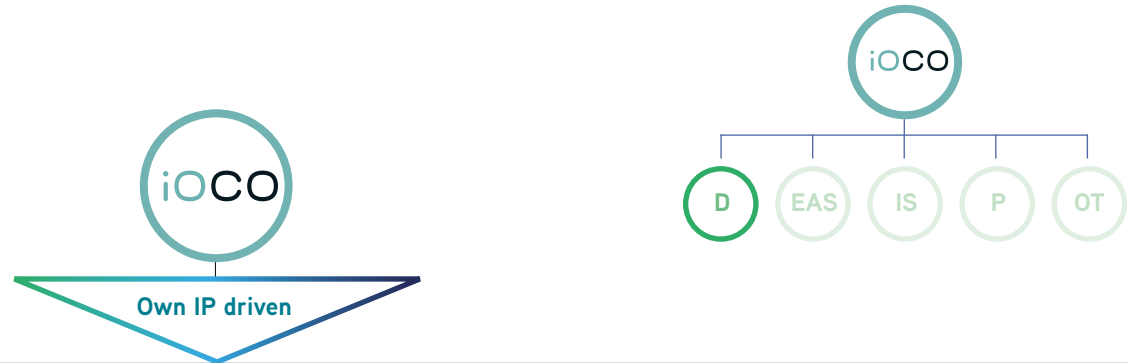 iOCO
iOCO
Own IP driven
D
EAS
IS
P
OT